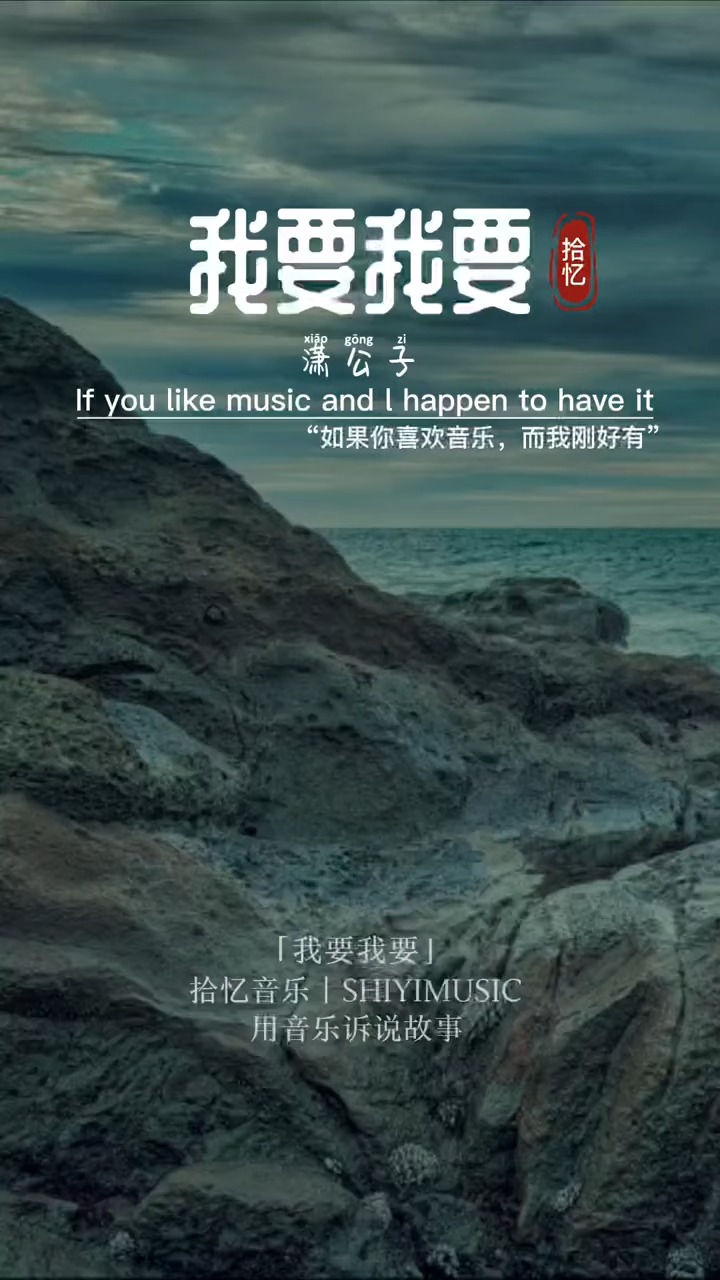 我要我要
拾忆
xiāo gōng zi
潇公子
If you like music and l happen to have it
“如果你喜欢音乐，而我刚好有”
「我要我要」
拾忆音乐丨SHIYIMUSIC
用音乐诉说故事